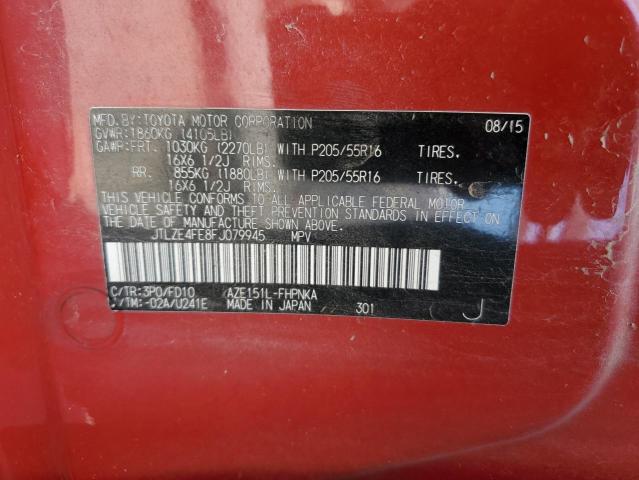 MFD.BY:TOYOTA MOTOR CORPORATION 08/15
GVWR:1860KG (4105LB)
GAWR:FRT. 1030KG (2270LB) WITH P205/55R16 TIRES.
16X6 1/2J RIMS.
RR. 855KG (1880LB) WITH P205/55R16 TIRES.
16X6 1/2J RIMS.
THIS VEHICLE CONFORMS TO ALL APPLICABLE FEDERAL MOTOR
VEHICLE SAFETY AND THEFT PREVENTION STANDARDS IN EFFECT ON
THE DATE OF MANUFACTURE SHOWN ABOVE.
JTLZE4FE8FJ079945 MPV
C/TR:3P0/FD10 AZE151L-FHPNKA
J/TM:-02A/U241E MADE IN JAPAN 301 J